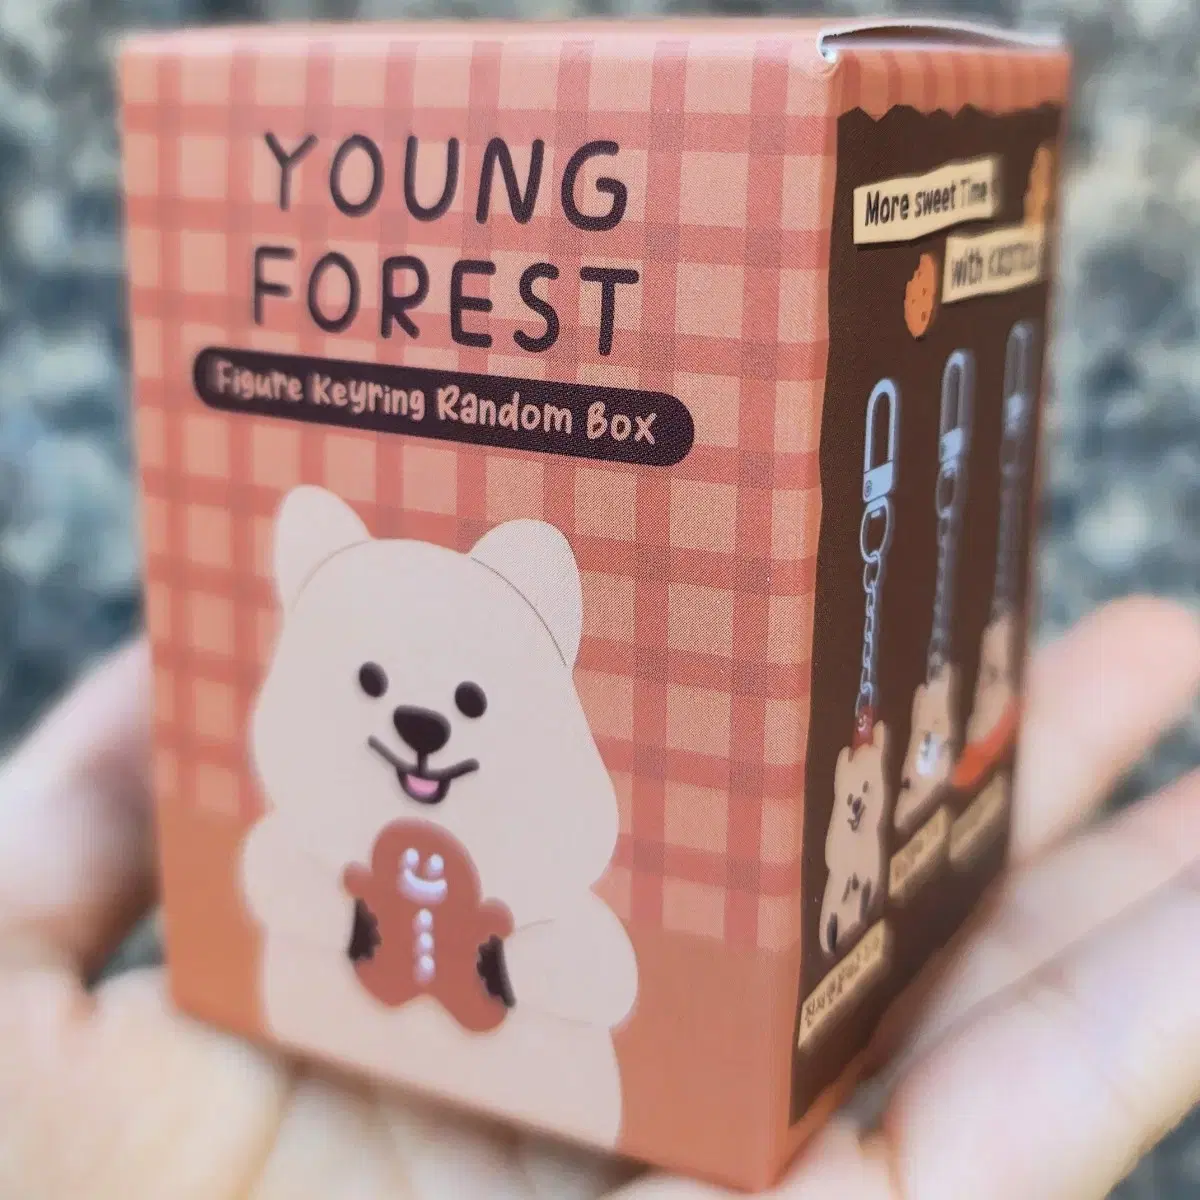 YOUNG
FOREST
Figure Keyring Random Box
More sweet Time
with